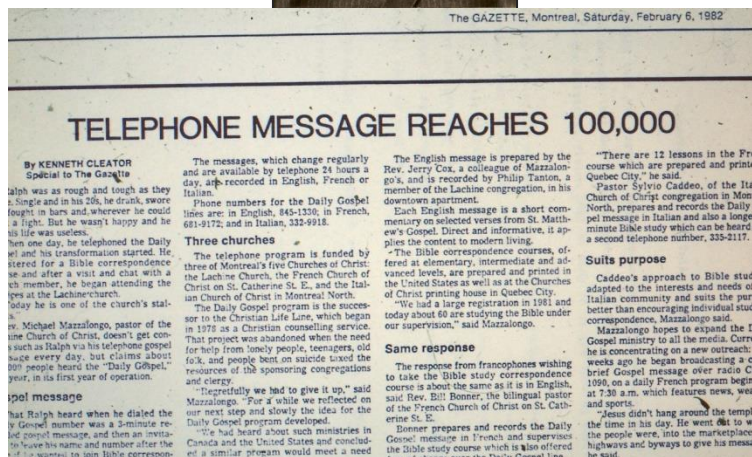 The GAZETTE, Montreal, Saturday, February 6, 1982
TELEPHONE MESSAGE REACHES 100,000
By KENNETH CLEATOR
Special to The Gazette
alph was as rough and tough as they
. Single and in his 20s, he drank, swore
fought in bars and, wherever he could
a light. But he wasn't happy and he
his life was useless.
hen one day, he telephoned the Daily
el and his transformation started. He
stered for a Bible correspondence
se and after a visit and chat with a
ch member, he began attending the
ces at the Lachine church.
oday he is one of the church's stal-
ev. Michael Mazzalongo, pastor of the
ine Church of Christ, doesn't get con-
such as Ralph via his telephone gospel
sage every day, but claims about
people heard the "Daily Gospel,"
year, in its first year of operation.
spel message
hat Ralph heard when he dialed the
y Gospel number was a 3-minute re-
ed gospel message, and then an invita-
to leave his name and number after the
wanted to join Bible correspon-
The messages, which change regularly
and are available by telephone 24 hours a
day, are recorded in English, French or
Italian.
Phone numbers for the Daily Gospel
lines are: in English, 845-1330; in French,
681-9172; and in Italian, 332-9918.
Three churches
The telephone program is funded by
three of Montreal's five Churches of Christ:
the Lachine Church, the French Church of
Christ on St. Catherine St. E., and the Ital-
ian Church of Christ in Montreal North.
The Daily Gospel program is the succes-
sor to the Christian Life Line, which began
in 1978 as a Christian counselling service.
That project was abandoned when the need
for help from lonely people, teenagers, old
folk, and people bent on suicide taxed the
resources of the sponsoring congregations
and clergy.
"Regretfully we had to give it up," said
Mazzalongo. "For a while we reflected on
our next step and slowly the idea for the
Daily Gospel program developed.
"We had heard about such ministries in
Canada and the United States and conclud-
ed a similar program would meet a need
The English message is prepared by the
Rev. Jerry Cox, a colleague of Mazzalon-
go's, and is recorded by Philip Tanton, a
member of the Lachine congregation, in his
downtown apartment.
Each English message is a short com-
mentary on selected verses from St. Matth-
ew's Gospel. Direct and informative, it ap-
plies the content to modern living.
The Bible correspondence courses, of-
fered at elementary, intermediate and ad-
vanced levels, are prepared and printed in
the United States as well as at the Churches
of Christ printing house in Quebec City.
"We had a large registration in 1981 and
today about 60 are studying the Bible under
our supervision," said Mazzalongo.
Same response
The response from francophones wishing
to take the Bible study correspondence
course is about the same as it is in English,
said Rev. Bill Bonner, the bilingual pastor
of the French Church of Christ on St. Cath-
erine St. E.
Bonner prepares and records the Daily
Gospel message in French and supervises
the Bible study course which is also offered
"There are 12 lessons in the Fre
course which are prepared and printe
Quebec City," he said.
Pastor Sylvio Caddeo, of the Ita
Church of Christ congregation in Mon
North, prepares and records the Daily
pel message in Italian and also a longe
minute Bible study which can be heard
a second telephone number, 335-2117.
Suits purpose
Caddeo's approach to Bible stud
adapted to the interests and needs o
Italian community and suits the pur
better than encouraging individual stud
correspondence, Mazzalongo said.
Mazzalongo hopes to expand the D
Gospel ministry to all the media. Curre
he is concentrating on a new outreach:
weeks ago he began broadcasting a
brief Gospel message over radio C
1090, on a daily French program begin
at 7:30 a.m. which features news, wea
and sports.
"Jesus didn't hang around the temp
the time in his day. He went out to w
the people were, into the marketplace
highways and byways to give his messa
he said.